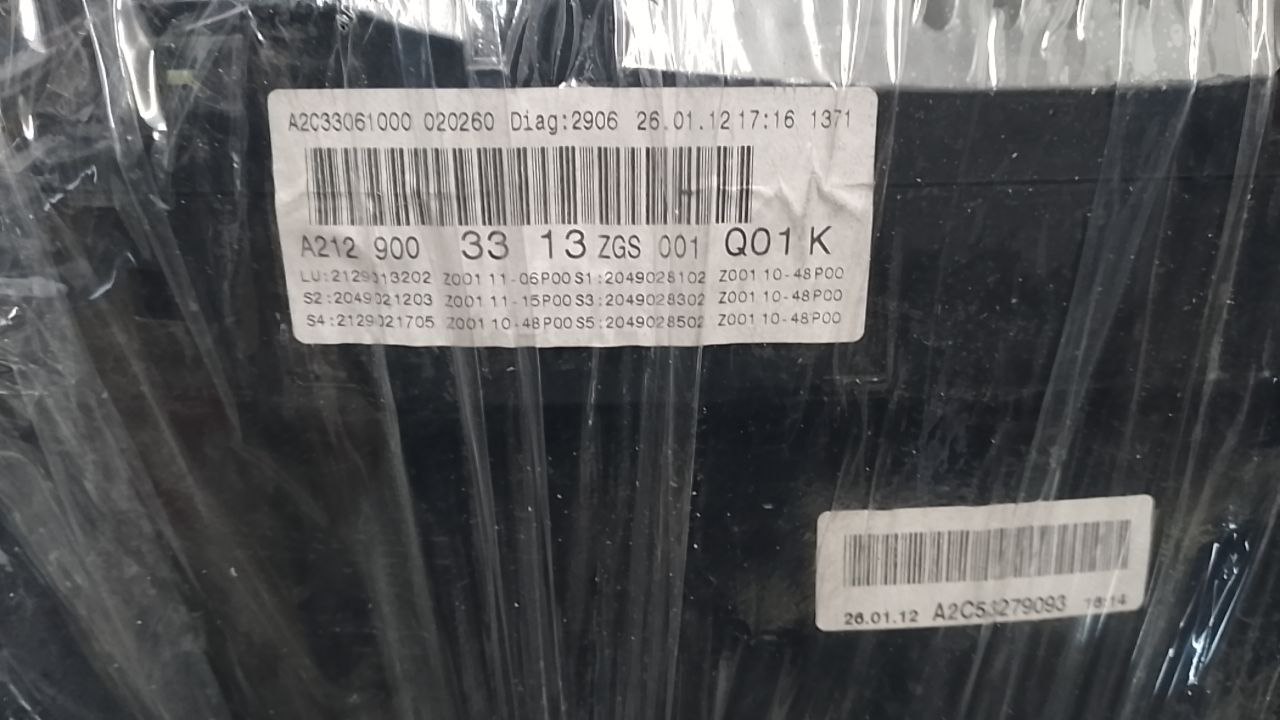 A2C33061000 020260 Diag:2906 26.01.12 17:16 1371
A212 900 33 13 ZGS 001 Q01 K
LU:2129013202 Z001 11-06P00 S1:2049028102 Z001 10-48P00
S2:2049021203 Z001 11-15P00 S3:2049028302 Z001 10-48P00
S4:2129021705 Z001 10-48P00 S5:2049028502 Z001 10-48P00
26.01.12 A2C53279093